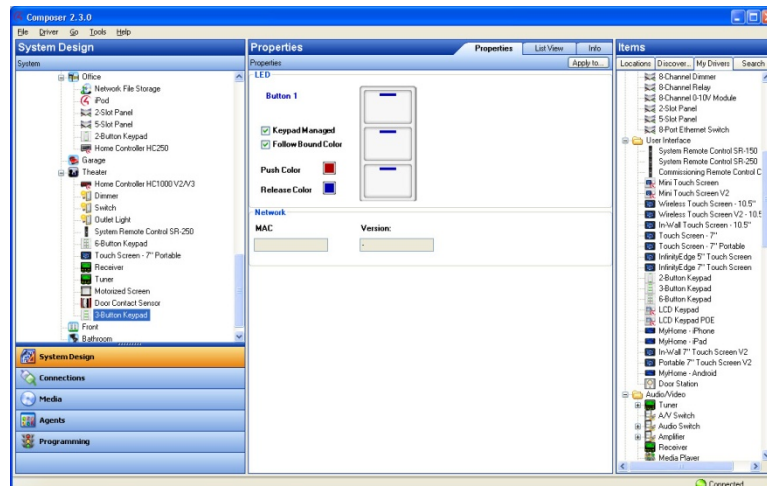 Composer 2.3.0
File Driver Go Tools Help
System Design
System
Office
Network File Storage
iPod
2-Slot Panel
5-Slot Panel
2-Button Keypad
Home Controller HC250
Garage
Theater
Home Controller HC1000 V2/V3
Dimmer
Switch
Outlet Light
System Remote Control SR-250
6-Button Keypad
Touch Screen - 7" Portable
Receiver
Tuner
Motorized Screen
Door Contact Sensor
3-Button Keypad
Front
Bathroom
System Design
Connections
Media
Agents
Programming
Properties
Properties List View Info
Properties
Apply to...
LED
Button 1
Keypad Managed
Follow Bound Color
Push Color
Release Color
Network
MAC Version:
-
Items
Locations Discover... My Drivers Search
8-Channel Dimmer
8-Channel Relay
8-Channel 0-10V Module
2-Slot Panel
5-Slot Panel
8-Port Ethernet Switch
User Interface
System Remote Control SR-150
System Remote Control SR-250
Commissioning Remote Control C
Mini Touch Screen
Mini Touch Screen V2
Wireless Touch Screen - 10.5"
Wireless Touch Screen V2 - 10.5
In-Wall Touch Screen - 10.5"
Touch Screen - 7"
Touch Screen - 7" Portable
InfinityEdge 5" Touch Screen
InfinityEdge 7" Touch Screen
2-Button Keypad
3-Button Keypad
6-Button Keypad
LCD Keypad
LCD Keypad POE
MyHome - iPhone
MyHome - iPad
In-Wall 7" Touch Screen V2
Portable 7" Touch Screen V2
MyHome - Android
Door Station
Audio/Video
Tuner
A/V Switch
Audio Switch
Amplifier
Receiver
Media Player
Connected